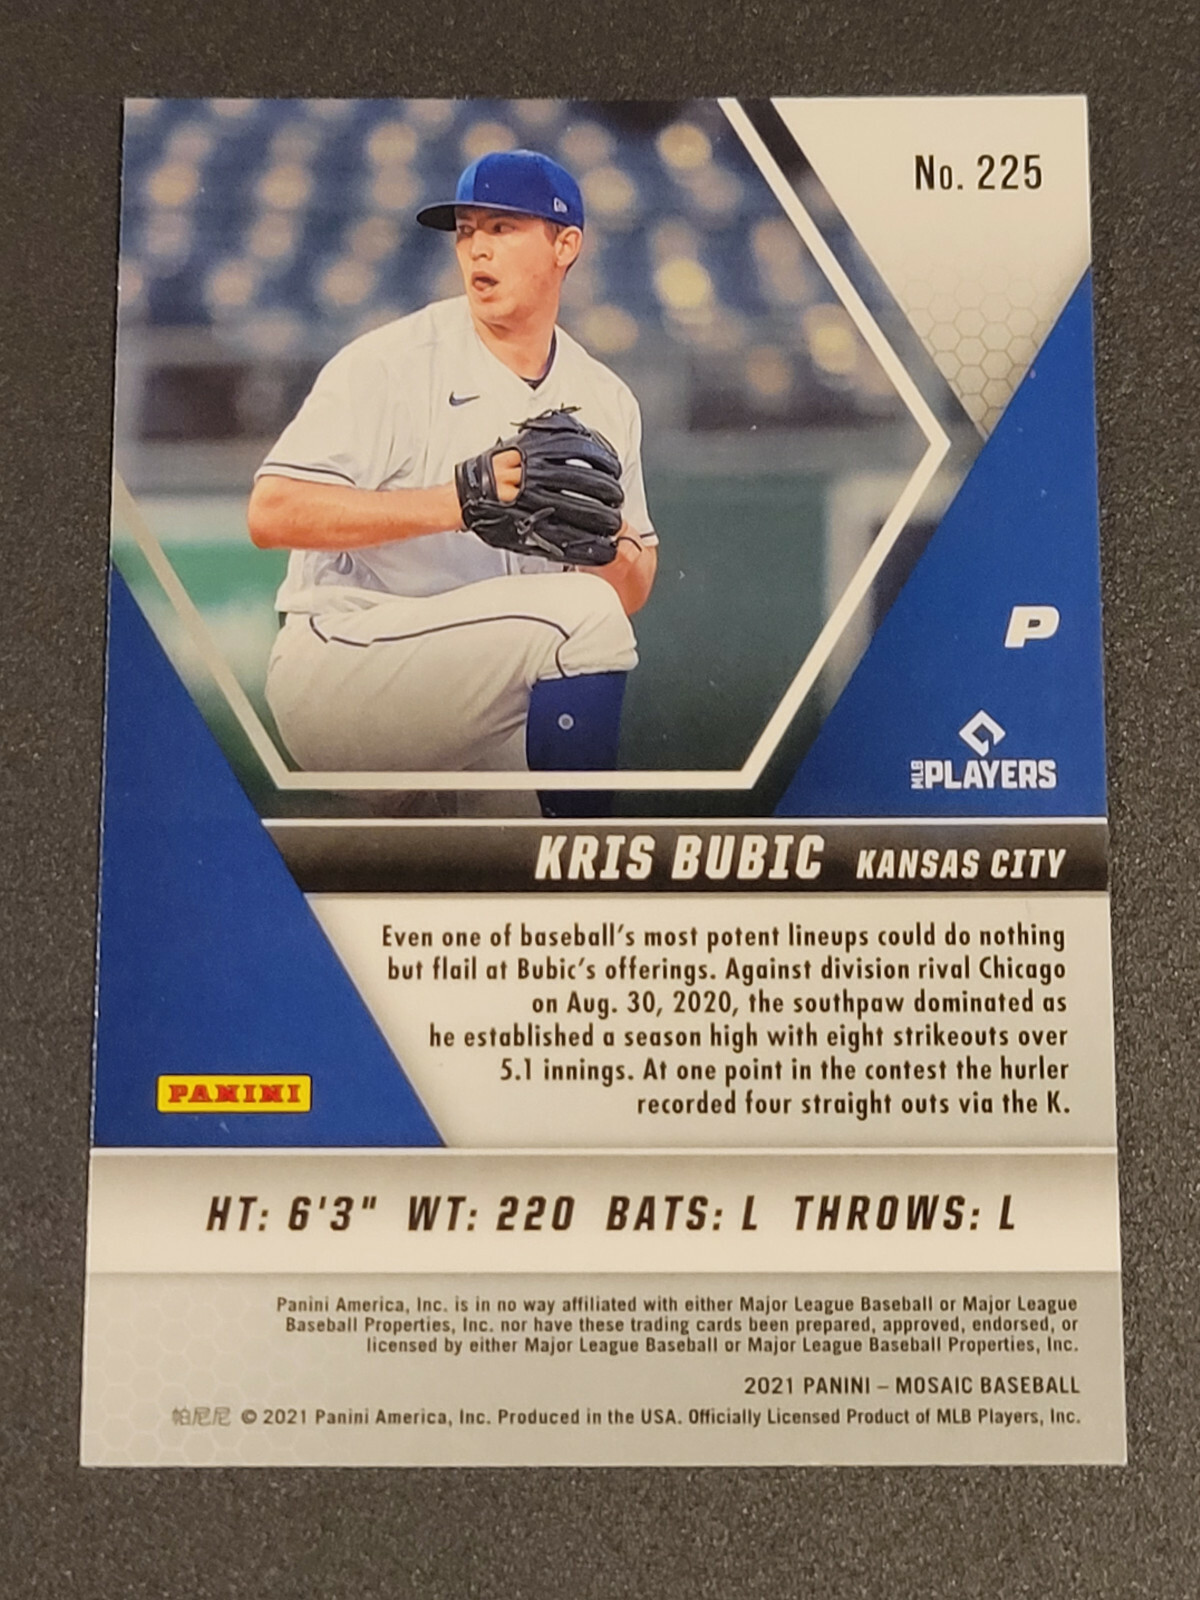 No. 225
P
MLB PLAYERS
KRIS BUBIC KANSAS CITY
Even one of baseball's most potent lineups could do nothing
but flail at Bubic's offerings. Against division rival Chicago
on Aug. 30, 2020, the southpaw dominated as
he established a season high with eight strikeouts over
5.1 innings. At one point in the contest the hurler
recorded four straight outs via the K.
PANINI
HT: 6'3" WT: 220 BATS: L THROWS: L
Panini America, Inc. is in no way affiliated with either Major League Baseball or Major League
Baseball Properties, Inc. nor have these trading cards been prepared, approved, endorsed, or
licensed by either Major League Baseball or Major League Baseball Properties, Inc.
2021 PANINI – MOSAIC BASEBALL
帕尼尼 © 2021 Panini America, Inc. Produced in the USA. Officially Licensed Product of MLB Players, Inc.